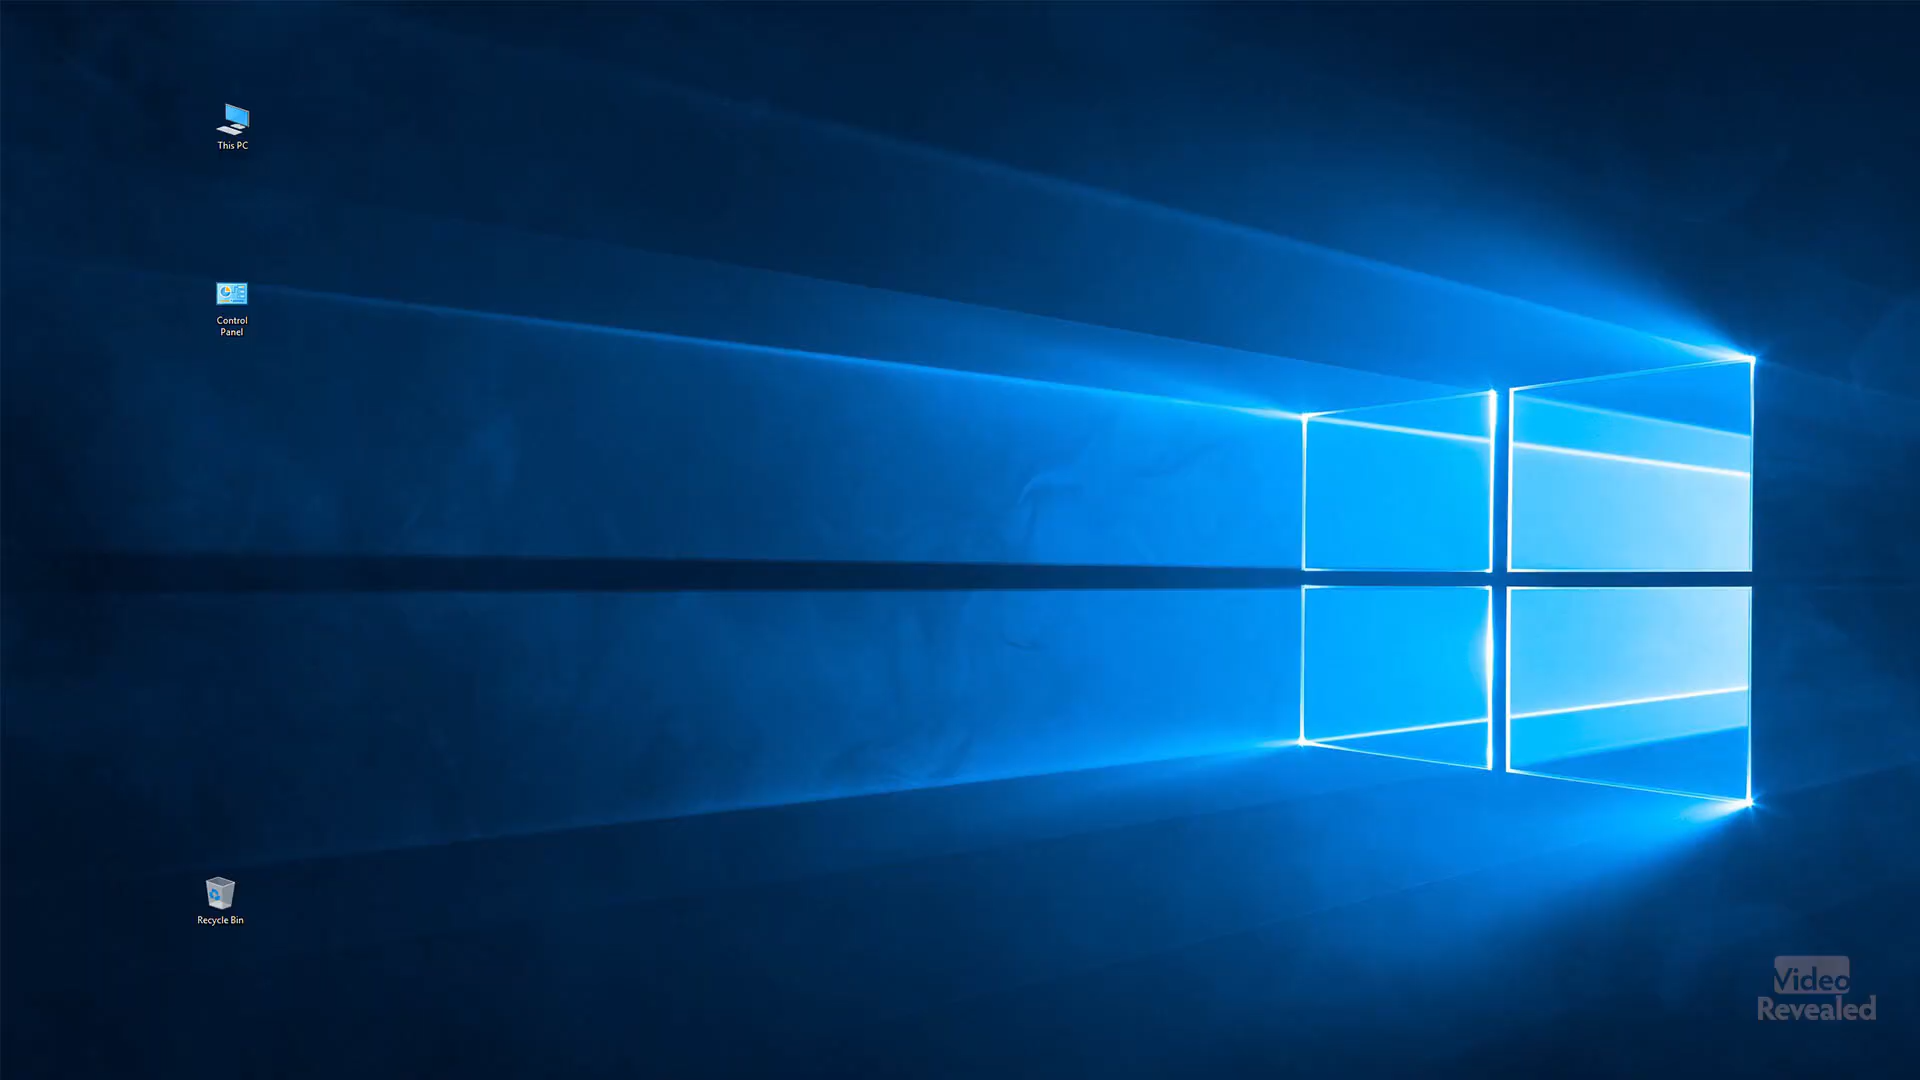 This PC
Control
Panel
Recycle Bin
Video
Revealed